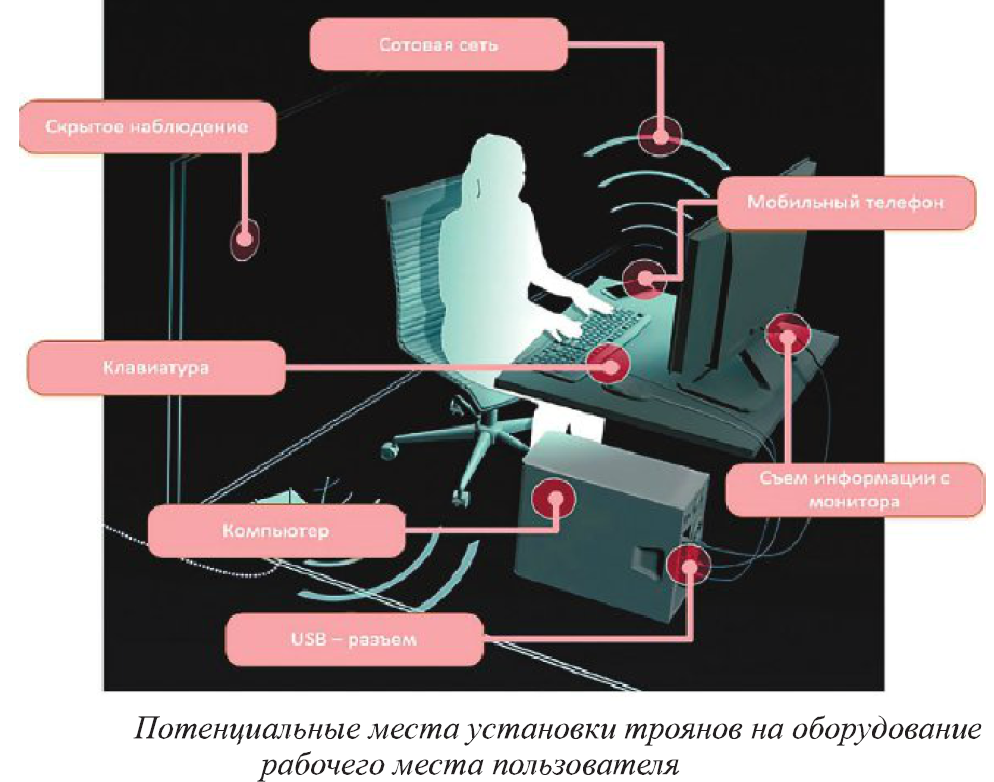 Сотовая сеть
Скрытое наблюдение
Мобильный телефон
Клавиатура
Съем информации с
монитора
Компьютер
USB – разъем
Потенциальные места установки троянов на оборудование
рабочего места пользователя